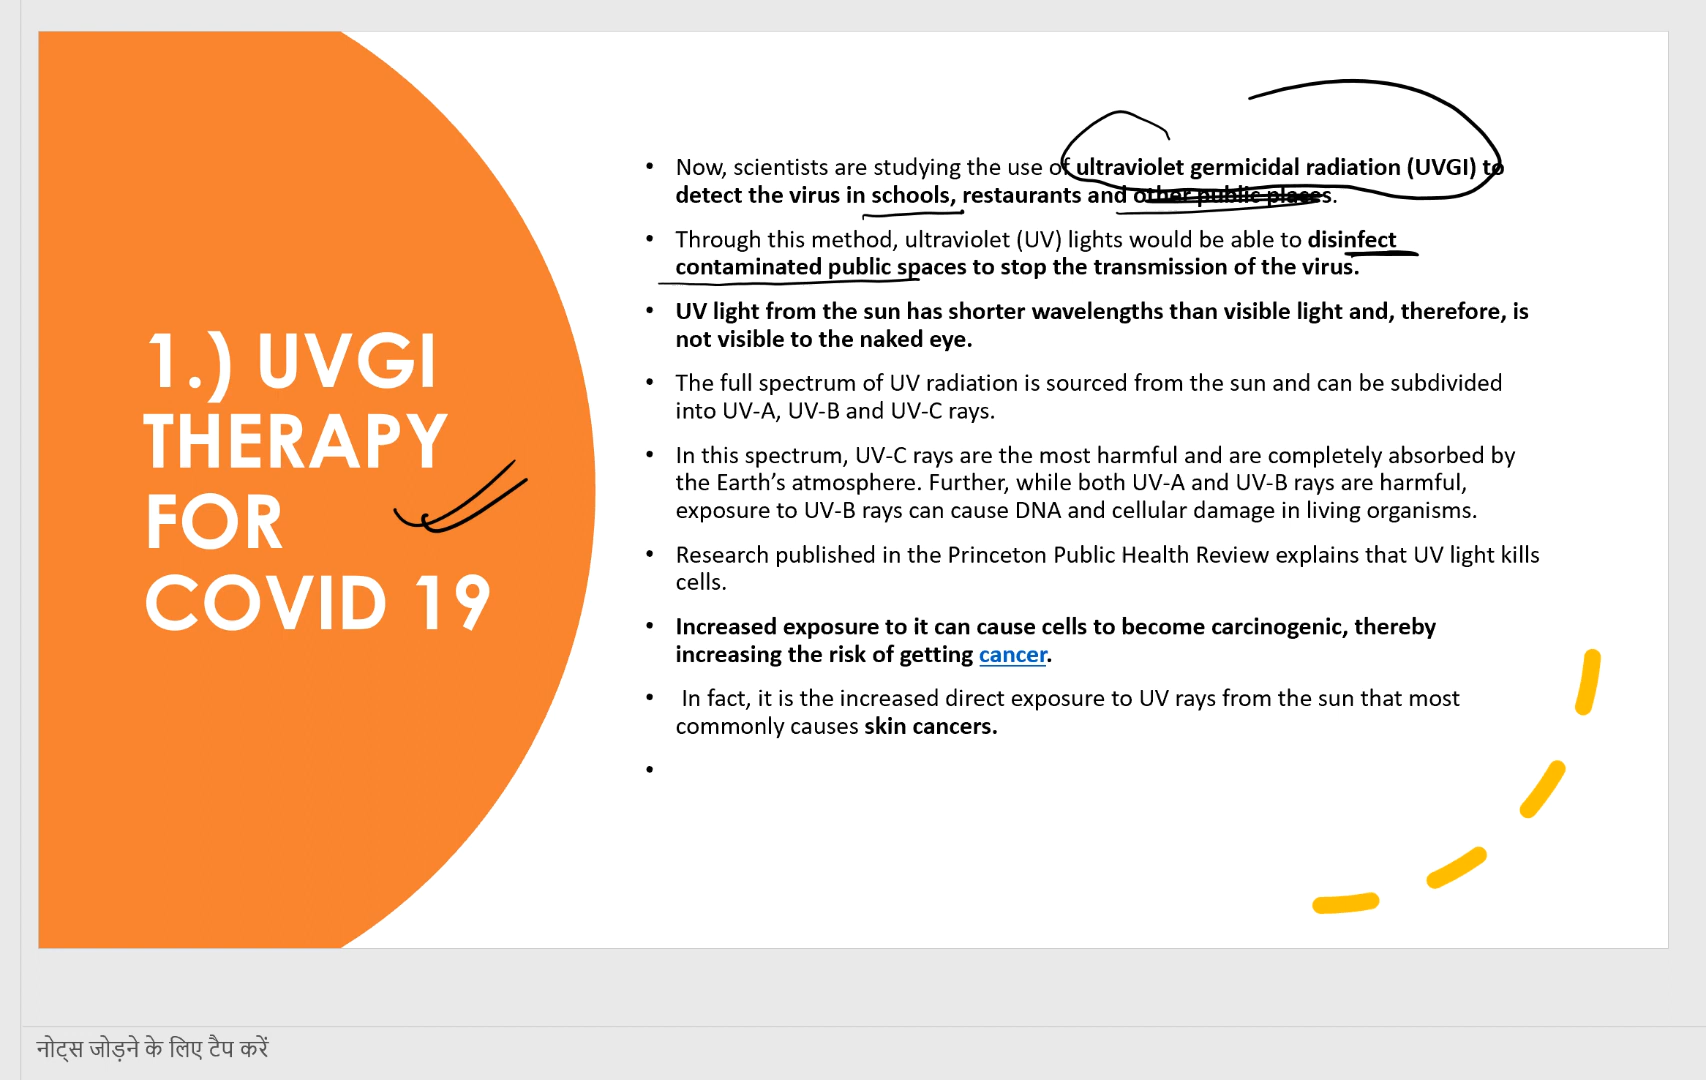 1.) UVGI
THERAPY
FOR
COVID 19
• Now, scientists are studying the use of ultraviolet germicidal radiation (UVGI) to
detect the virus in schools, restaurants and other public places.
• Through this method, ultraviolet (UV) lights would be able to disinfect
contaminated public spaces to stop the transmission of the virus.
• UV light from the sun has shorter wavelengths than visible light and, therefore, is
not visible to the naked eye.
• The full spectrum of UV radiation is sourced from the sun and can be subdivided
into UV-A, UV-B and UV-C rays.
• In this spectrum, UV-C rays are the most harmful and are completely absorbed by
the Earth’s atmosphere. Further, while both UV-A and UV-B rays are harmful,
exposure to UV-B rays can cause DNA and cellular damage in living organisms.
• Research published in the Princeton Public Health Review explains that UV light kills
cells.
• Increased exposure to it can cause cells to become carcinogenic, thereby
increasing the risk of getting cancer.
• In fact, it is the increased direct exposure to UV rays from the sun that most
commonly causes skin cancers.
•
नोट्स जोड़ने के लिए टैप करें